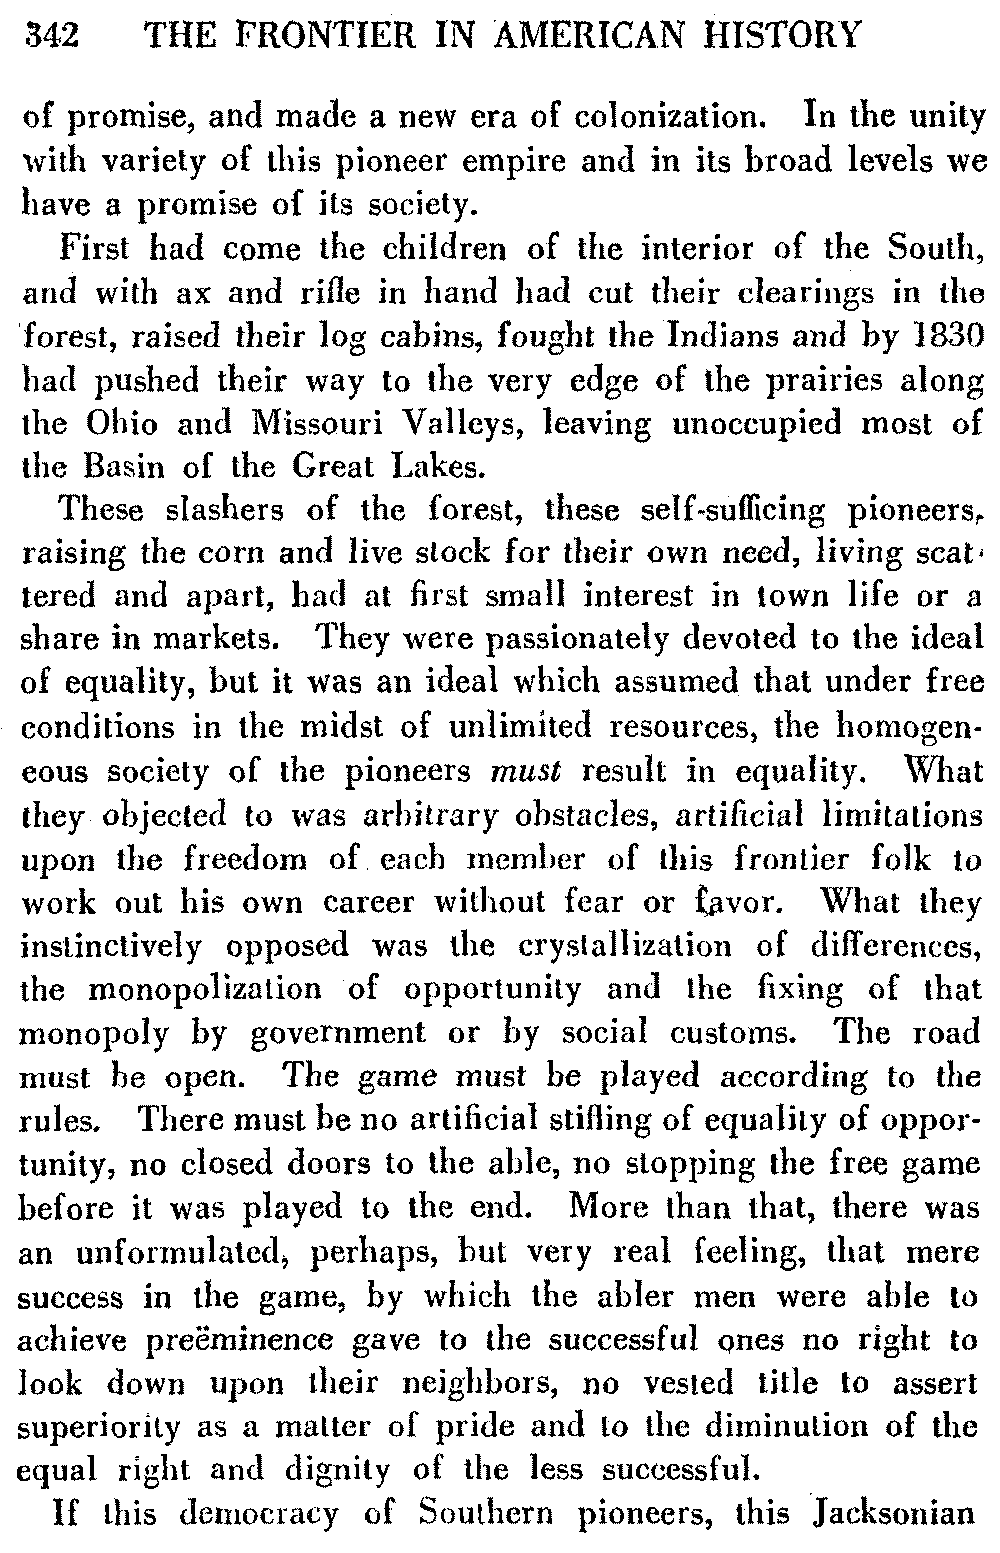 342 THE FRONTIER IN AMERICAN HISTORY
of promise, and made a new era of colonization. In the unity
with variety of this pioneer empire and in its broad levels we
have a promise of its society.
First had come the children of the interior of the South,
and with ax and rifle in hand had cut their clearings in the
forest, raised their log cabins, fought the Indians and by 1830
had pushed their way to the very edge of the prairies along
the Ohio and Missouri Valleys, leaving unoccupied most of
the Basin of the Great Lakes.
These slashers of the forest, these self-sufficing pioneers,
raising the corn and live stock for their own need, living scat-
tered and apart, had at first small interest in town life or a
share in markets. They were passionately devoted to the ideal
of equality, but it was an ideal which assumed that under free
conditions in the midst of unlimited resources, the homogen-
eous society of the pioneers must result in equality. What
they objected to was arbitrary obstacles, artificial limitations
upon the freedom of each member of this frontier folk to
work out his own career without fear or favor. What they
instinctively opposed was the crystallization of differences,
the monopolization of opportunity and the fixing of that
monopoly by government or by social customs. The road
must be open. The game must be played according to the
rules. There must be no artificial stifling of equality of oppor-
tunity, no closed doors to the able, no stopping the free game
before it was played to the end. More than that, there was
an unformulated, perhaps, but very real feeling, that mere
success in the game, by which the abler men were able to
achieve preëminence gave to the successful ones no right to
look down upon their neighbors, no vested title to assert
superiority as a matter of pride and to the diminution of the
equal right and dignity of the less successful.
If this democracy of Southern pioneers, this Jacksonian